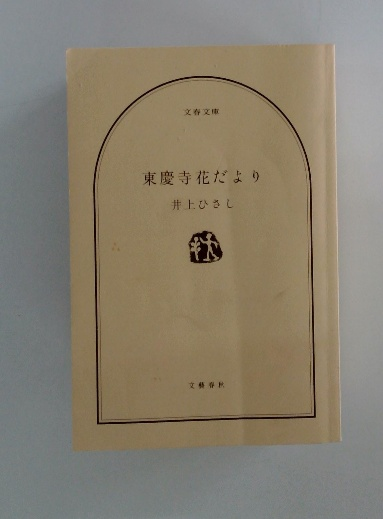 文春文庫
東慶寺花だより
井上ひさし
文藝春秋